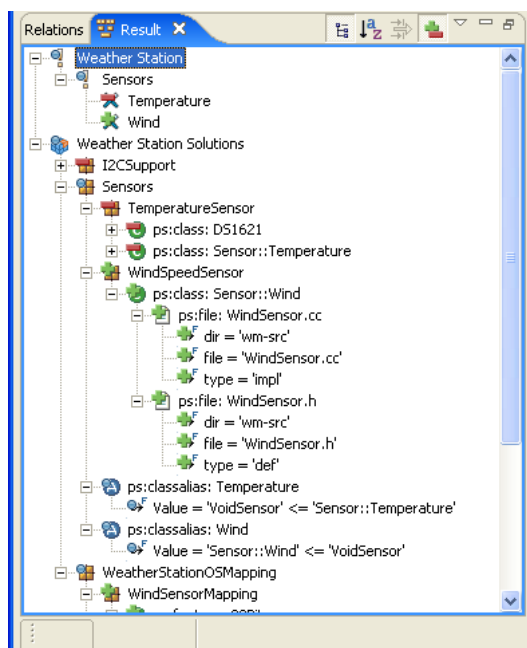 Relations Result
Weather Station
Sensors
Temperature
Wind
Weather Station Solutions
I2CSupport
Sensors
TemperatureSensor
ps:class: DS1621
ps:class: Sensor::Temperature
WindSpeedSensor
ps:class: Sensor::Wind
ps:file: WindSensor.cc
F dir = 'wm-src'
F file = 'WindSensor.cc'
F type = 'impl'
ps:file: WindSensor.h
F dir = 'wm-src'
F file = 'WindSensor.h'
F type = 'def'
ps:classalias: Temperature
F Value = 'VoidSensor' <= 'Sensor::Temperature'
ps:classalias: Wind
F Value = 'Sensor::Wind' <= 'VoidSensor'
WeatherStationOSMapping
WindSensorMapping